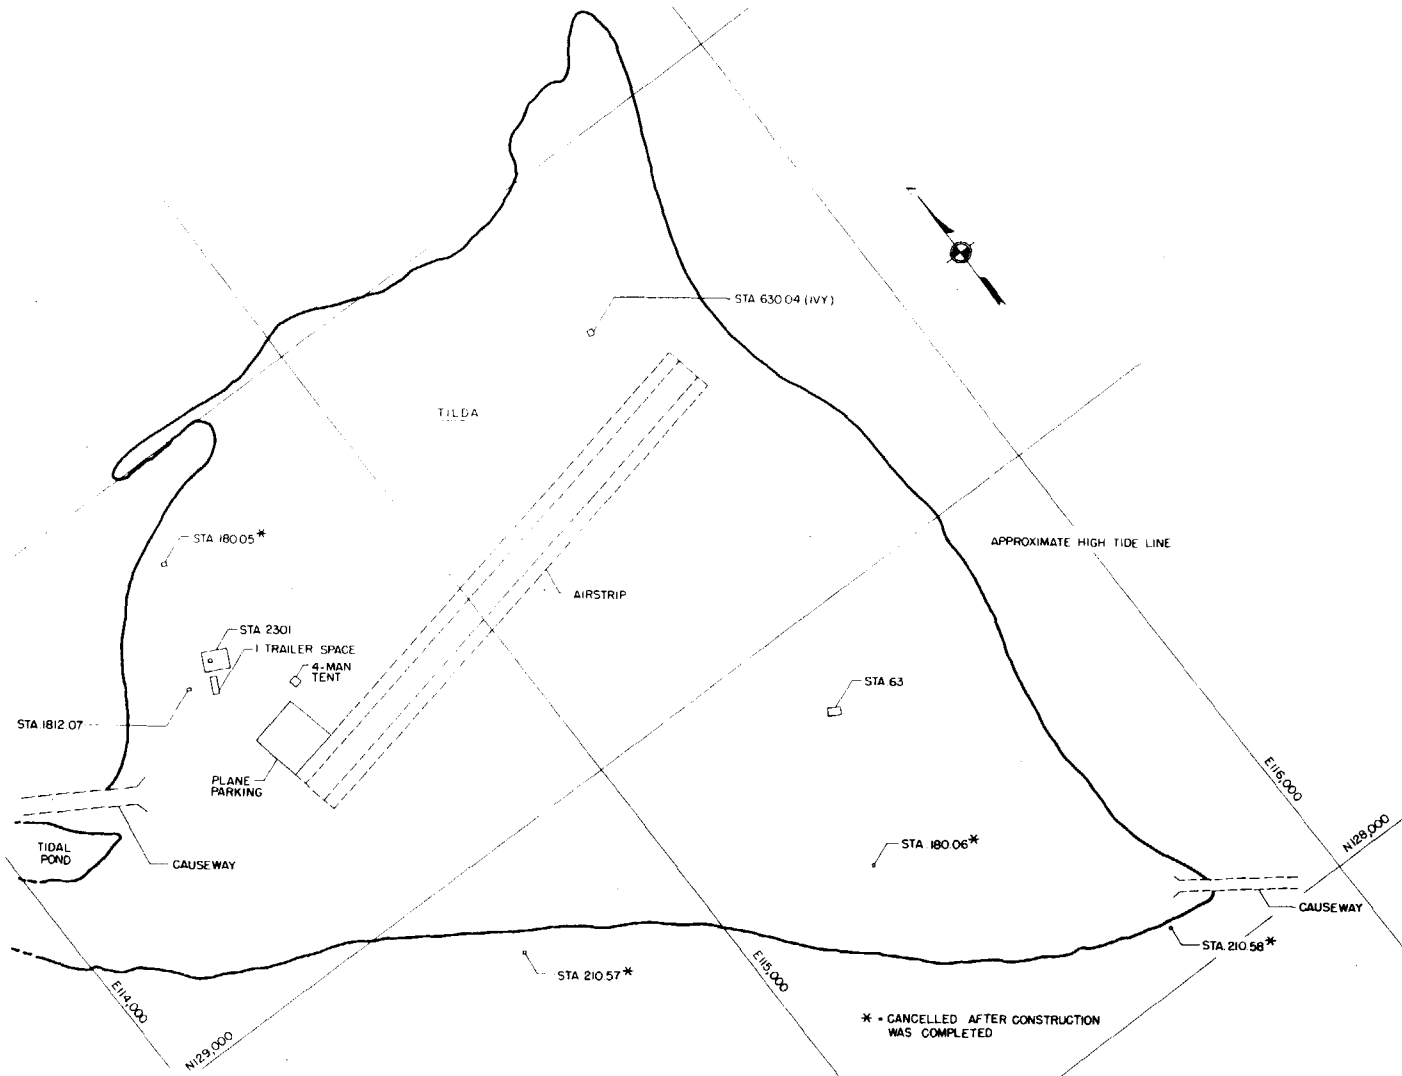 STA 630.04 (IVY)
TILDA
APPROXIMATE HIGH TIDE LINE
STA 180.05*
AIRSTRIP
STA 2301
1 TRAILER SPACE
4-MAN
TENT
STA 63
STA.1812.07
PLANE
PARKING
E116,000
N128,000
TIDAL
POND
CAUSEWAY
STA. 180.06*
CAUSEWAY
STA. 210.58*
STA 210.57*
E115,000
E114,000
N129,000
* = CANCELLED AFTER CONSTRUCTION
WAS COMPLETED